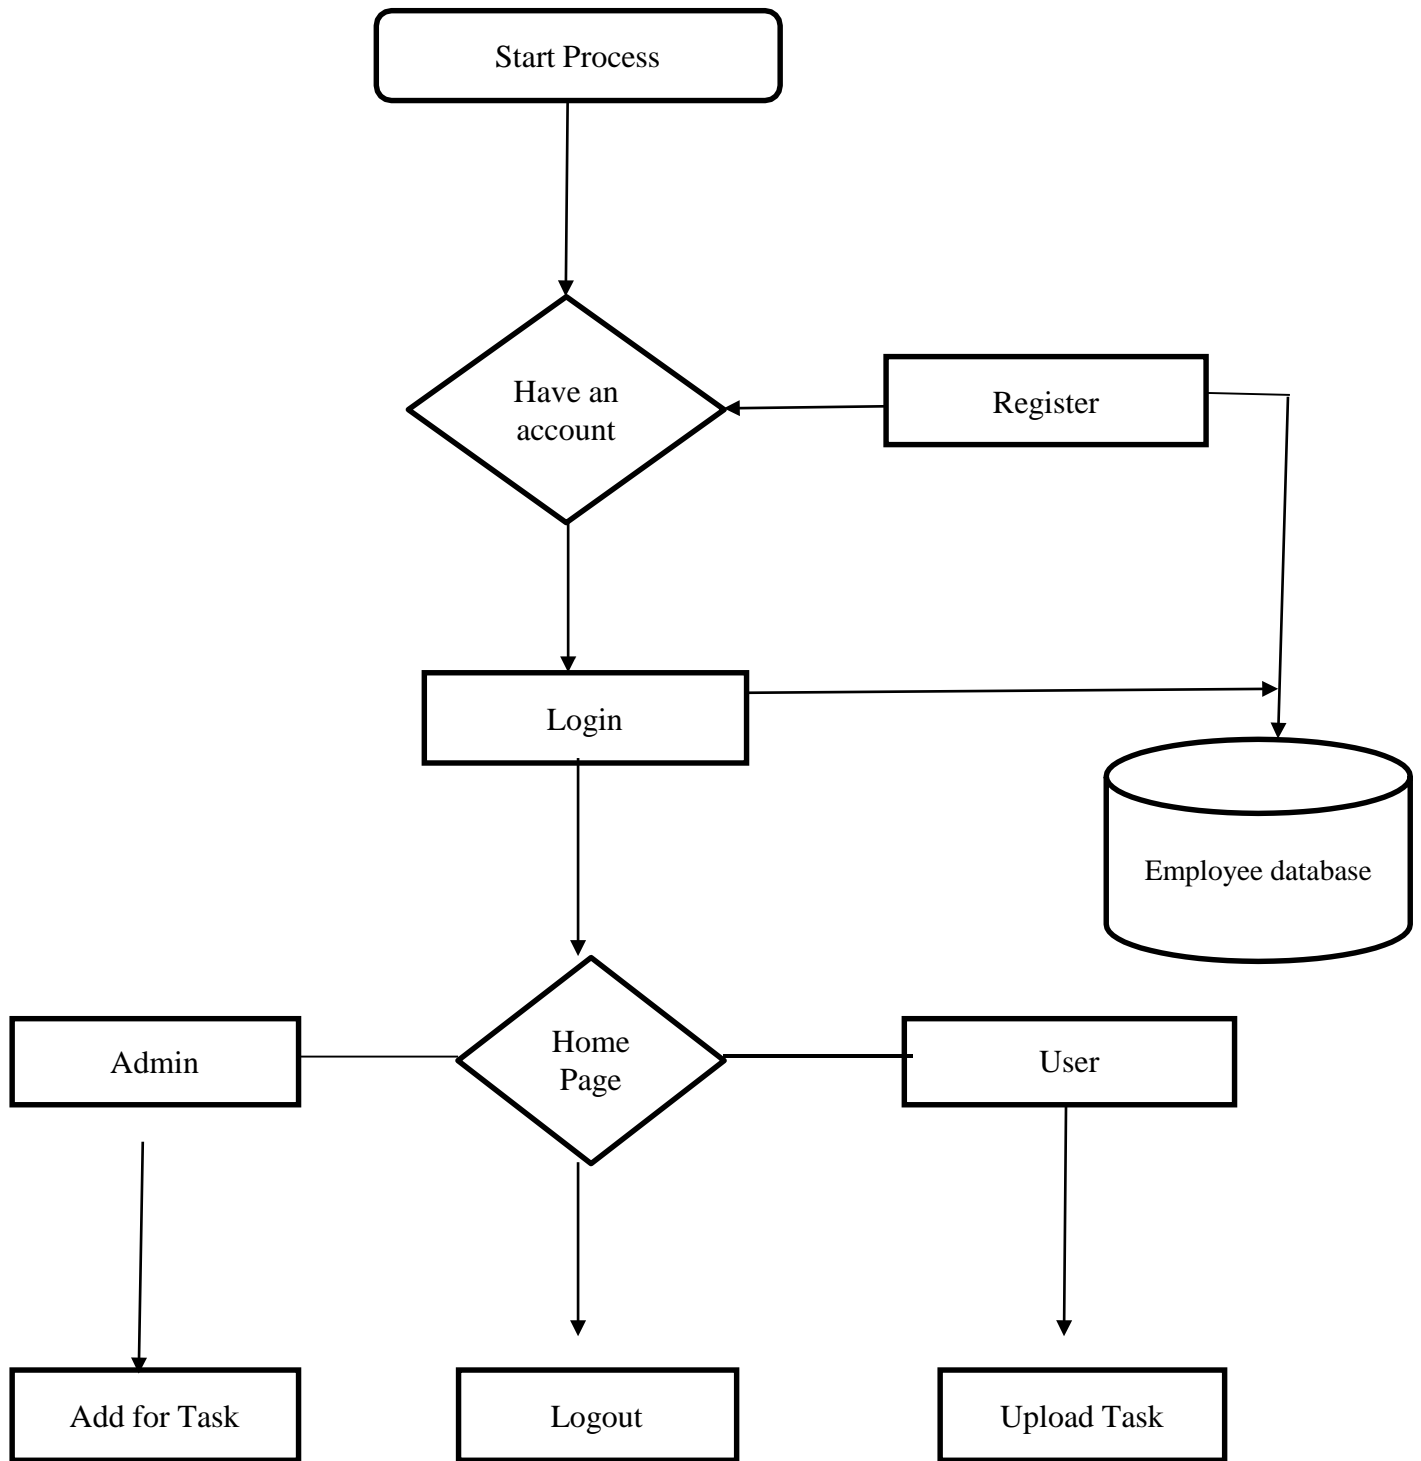 Start Process
Have an
account
Register
Login
Employee database
Admin
Home
Page
User
Add for Task
Logout
Upload Task